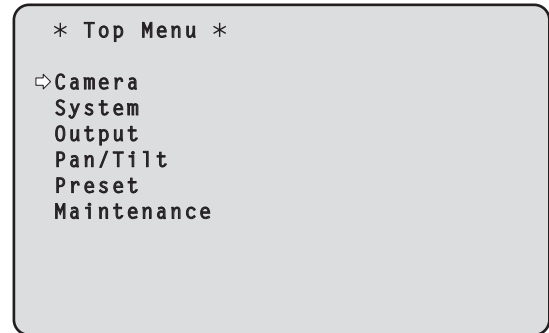 * Top Menu *
⇨Camera
System
Output
Pan/Tilt
Preset
Maintenance